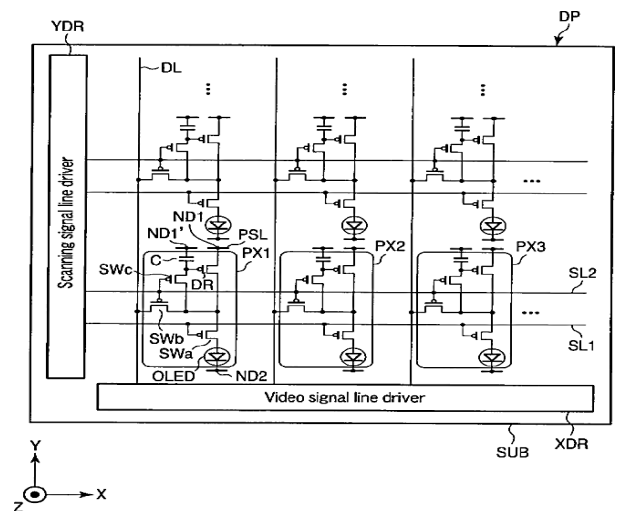 YDR
DP
DL
...
...
...
Scanning signal line driver
...
ND1
ND1'
PSL
PX1
PX2
PX3
C
SWc
DR
SL2
...
SWb
SWa
SL1
OLED
ND2
Video signal line driver
SUB
XDR
Y
X
Z